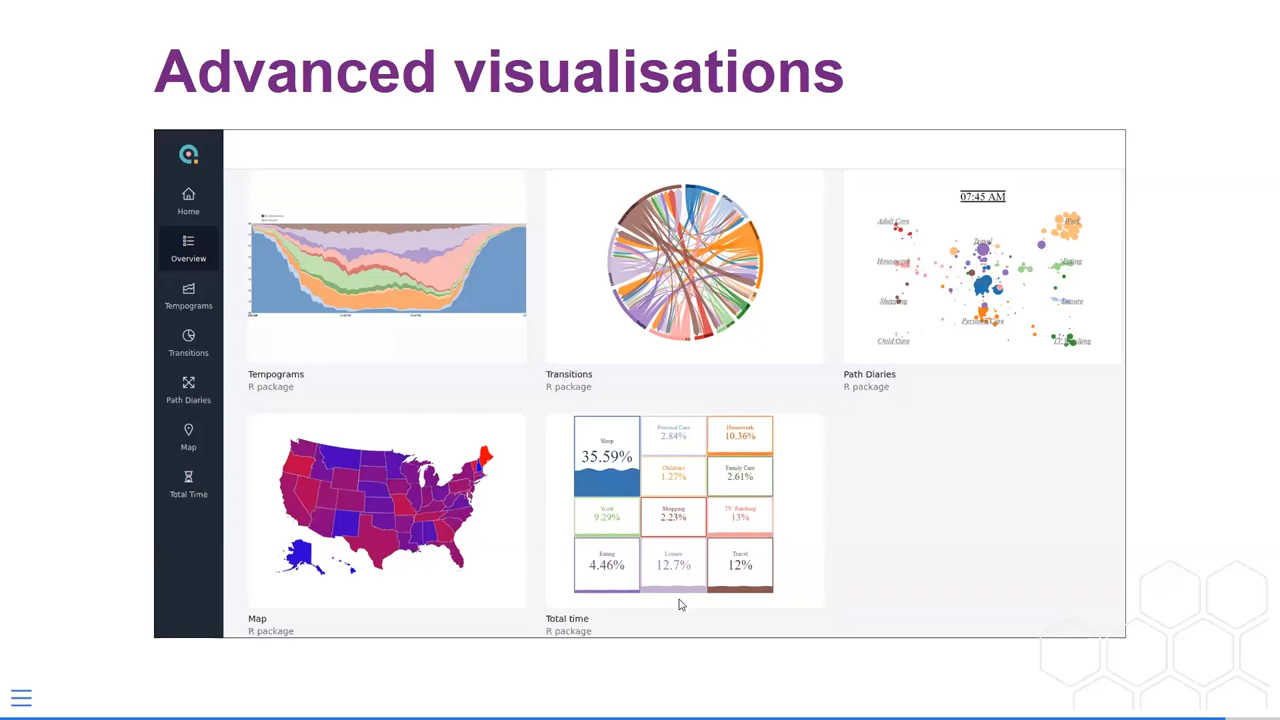 Advanced visualisations
Home
Overview
Tempograms
Transitions
Path Diaries
Map
Total Time
Tempograms
R package
Transitions
R package
07:45 AM
Adult Care
Work
Travel
Housework
Eating
Shopping
Leisure
Personal Care
Child Care
TV Watching
Path Diaries
R package
Map
R package
Sleep
35.59%
Personal Care
2.84%
Housework
10.36%
Childcare
1.27%
Family Care
2.61%
Work
9.29%
Shopping
2.23%
TV Watching
13%
Eating
4.46%
Leisure
12.7%
Travel
12%
Total time
R package